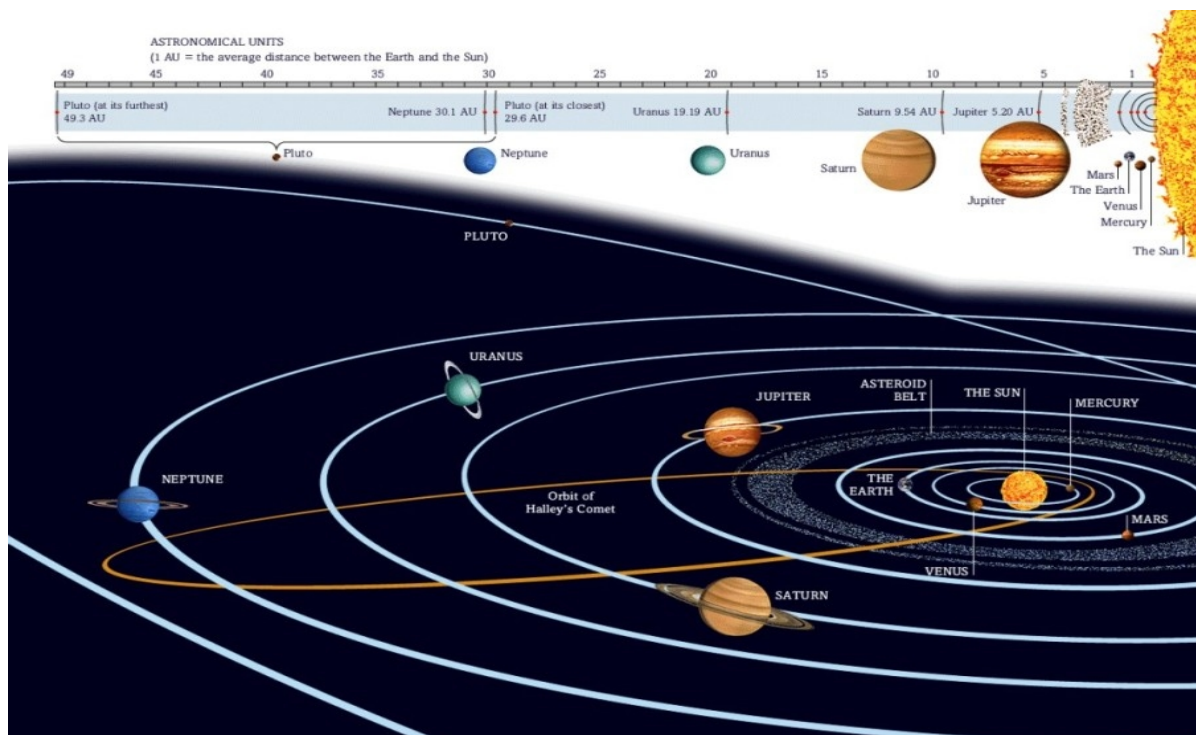 ASTRONOMICAL UNITS
(1 AU = the average distance between the Earth and the Sun)
49 45 40 35 30 25 20 15 10 5 1
Pluto (at its furthest)
49.3 AU
Neptune 30.1 AU
Pluto (at its closest)
29.6 AU
Uranus 19.19 AU
Saturn 9.54 AU
Jupiter 5.20 AU
Pluto
Neptune
Uranus
Saturn
Jupiter
Mars
The Earth
Venus
Mercury
The Sun
PLUTO
URANUS
JUPITER
ASTEROID
BELT
THE SUN
MERCURY
NEPTUNE
THE
EARTH
Orbit of
Halley's Comet
MARS
VENUS
SATURN